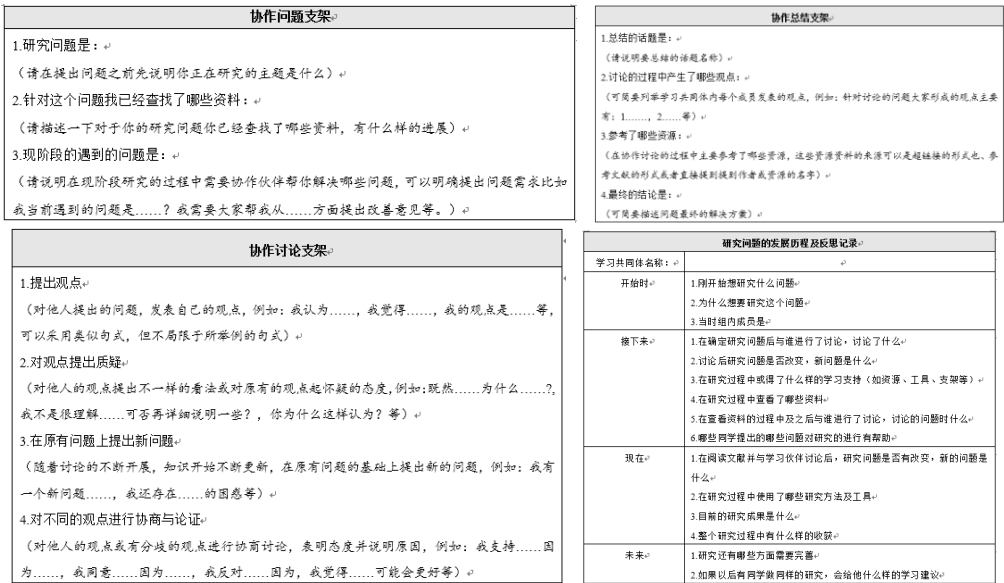 协作问题支架
1.研究问题是：
（请在提出问题之前先说明你正在研究的主题是什么）
2.针对这个问题我已经查找了哪些资料：
（请描述一下对于你的研究问题你已经查找了哪些资料，有什么样的进展）
3.现阶段的遇到的问题是：
（请说明在现阶段研究的过程中需要协作伙伴帮你解决哪些问题，可以明确提出问题需求比如
我当前遇到的问题是……？我需要大家帮我从……方面提出改善意见等。）
协作总结支架
1.总结的话题是：
（请说明要总结的话题名称）
2.讨论的过程中产生了哪些观点：
（可简要列举学习共同体内每个成员发表的观点，例如：针对讨论的问题大家形成的观点主要
有：1……，2……等）
3.参考了哪些资源：
（在协作讨论的过程中主要参考了哪些资源，这些资源资料的来源可以是超链接的形式也、参
考文献的形式或者直接提到提到作者或资源的名字）
4.最终的结论是：
（可简要描述问题最终的解决方案）
协作讨论支架
1.提出观点
（对他人提出的问题，发表自己的观点，例如：我认为……，我觉得……，我的观点是……等，
可以采用类似句式，但不局限于所举例的句式）
2.对观点提出质疑
（对他人的观点提出不一样的看法或对原有的观点起怀疑的态度,例如:既然……为什么……?,
我不是很理解……可否再详细说明一些？，你为什么这样认为？等）
3.在原有问题上提出新问题
（随着讨论的不断开展，知识开始不断更新，在原有问题的基础上提出新的问题，例如：我有
一个新问题……，我还存在……的困惑等）
4.对不同的观点进行协商与论证
（对他人的观点或有分歧的观点进行协商讨论，表明态度并说明原因，例如：我支持……因
为……，我同意……因为……，我反对……因为，我觉得……可能会更好等）
研究问题的发展历程及反思记录
学习共同体名称：
开始时
1.刚开始想研究什么问题
2.为什么想要研究这个问题
3.当时组内成员是
接下来
1.在确定研究问题后与谁进行了讨论，讨论了什么
2.讨论后研究问题是否改变，新问题是什么
3.在研究过程中或得了什么样的学习支持（如资源、工具、支架等）
4.在研究过程中查看了哪些资料
5.在查看资料的过程中及之后与谁进行了讨论，讨论的问题时什么
6.哪些同学提出的哪些问题对研究的进行有帮助
现在
1.在阅读文献并与学习伙伴讨论后，研究问题是否有改变，新的问题是
什么
2.在研究过程中使用了哪些研究方法及工具
3.目前的研究成果是什么
4.整个研究过程中有什么样的收获
未来
1.研究还有哪些方面需要完善
2.如果以后有同学做同样的研究，会给他什么样的学习建议